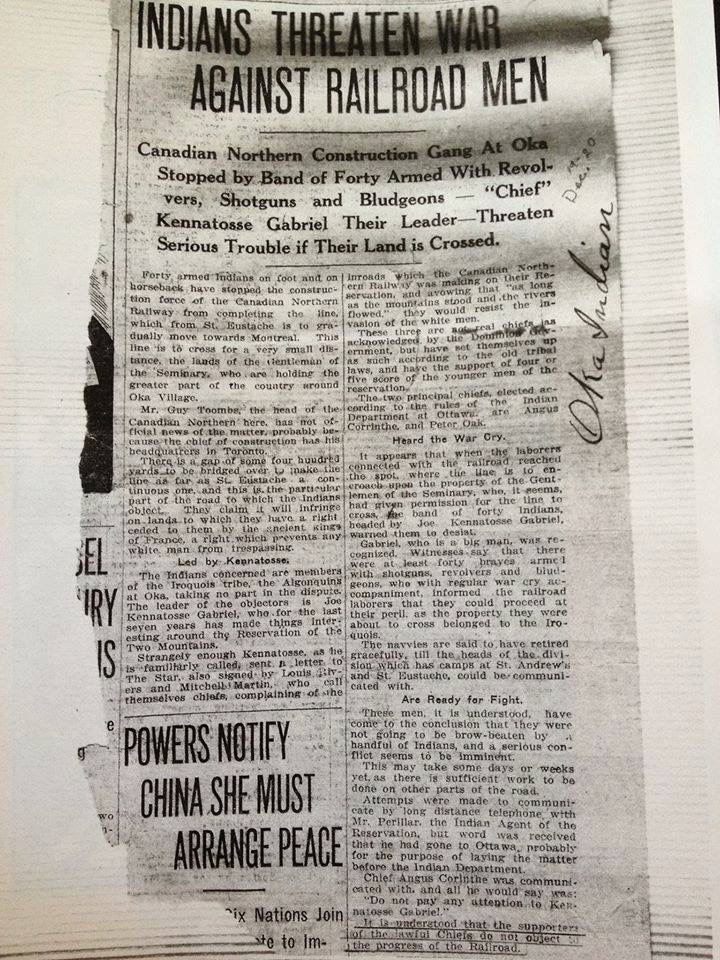 INDIANS THREATEN WAR
AGAINST RAILROAD MEN
Canadian Northern Construction Gang At Oka
Stopped by Band of Forty Armed With Revol-
vers, Shotguns and Bludgeons — "Chief"
Kennatosse Gabriel Their Leader—Threaten
Serious Trouble if Their Land is Crossed.
Dec. 20
Oka Indian
Forty armed Indians on foot and on
horseback have stopped the construc-
tion force of the Canadian Northern
Railway from completing the line,
which from St. Eustache is to gra-
dually move towards Montreal. This
line is to cross for a very small dis-
tance, the lands of the Gentleman of
the Seminary, who are holding the
greater part of the country around
Oka Village.
Mr. Guy Toombs, the head of the
Canadian Northern here, has not of-
ficial news of the matter, probably be-
cause the chief of construction has his
headquatrers in Toronto.
There is a gap of some four hundred
yards to be bridged over to make the
line as far as St. Eustache a con-
tinuous one, and this is the particular
part of the road to which the Indians
object. They claim it will infringe
on lands to which they have a right
ceded to them by the ancient kings
of France, a right which prevents any
white man from trespassing.
Led by Kennatosse.
The Indians concerned are members
of the Iroquois tribe, the Algonquins
at Oka, taking no part in the dispute.
The leader of the objectors is Joe
Kennatosse Gabriel, who for the last
seven years has made things inter-
esting around the Reservation of the
Two Mountains.
Strangely enough Kennatosse, as he
is familiarly called, sent a letter to
The Star, also signed by Louis Riv-
ers and Mitchell Martin, who call
themselves chiefs, complaining of the
inroads which the Canadian North-
ern Railway was making on their Re-
servation, and avowing that "as long
as the mountains stood and the rivers
flowed," they would resist the in-
vasion of the white men.
These three are not real chiefs as
acknowledged by the Dominion Gov-
ernment, but have set themselves up
as such according to the old tribal
laws, and have the support of four or
five score of the younger men of the
reservation.
The two principal chiefs, elected ac-
cording to the rules of the Indian
Department at Ottawa, are Angus
Corrinthe, and Peter Oak.
Heard the War Cry.
It appears that when the laborers
connected with the railroad reached
the spot, where the line is to en-
croach upon the property of the Gent-
lemen of the Seminary, who, it seems,
had given permission for the line to
cross, the band of forty Indians,
headed by Joe Kennatosse Gabriel,
warned them to desist.
Gabriel, who is a big man, was re-
cognized. Witnesses say that there
were at least forty braves armed
with shotguns, revolvers and blud-
geons, who with regular war cry ac-
companiment, informed the railroad
laborers that they could proceed at
their peril, as the property they were
about to cross belonged to the Iro-
quois.
The navvies are said to have retired
gracefully, till the heads of the divi-
sion which has camps at St. Andrew's
and St. Eustache, could be communi-
cated with.
Are Ready for Fight.
These men, it is understood, have
come to the conclusion that they were
not going to be brow-beaten by a
handful of Indians, and a serious con-
flict seems to be imminent.
This may take some days or weeks
yet, as there is sufficient work to be
done on other parts of the road.
Attempts were made to communi-
cate by long distance telephone with
Mr. Perillar, the Indian Agent of the
Reservation, but word was received
that he had gone to Ottawa, probably
for the purpose of laying the matter
before the Indian Department.
Chief Angus Corinthe was communi-
cated with, and all he would say was:
"Do not pay any attention to Ken-
natosse Gabriel."
It is understood that the supporters
of the lawful Chiefs do not object to
the progress of the Railroad.
POWERS NOTIFY
CHINA SHE MUST
ARRANGE PEACE
Six Nations Join
to Im-
EL
RY
IS
e
g
wo